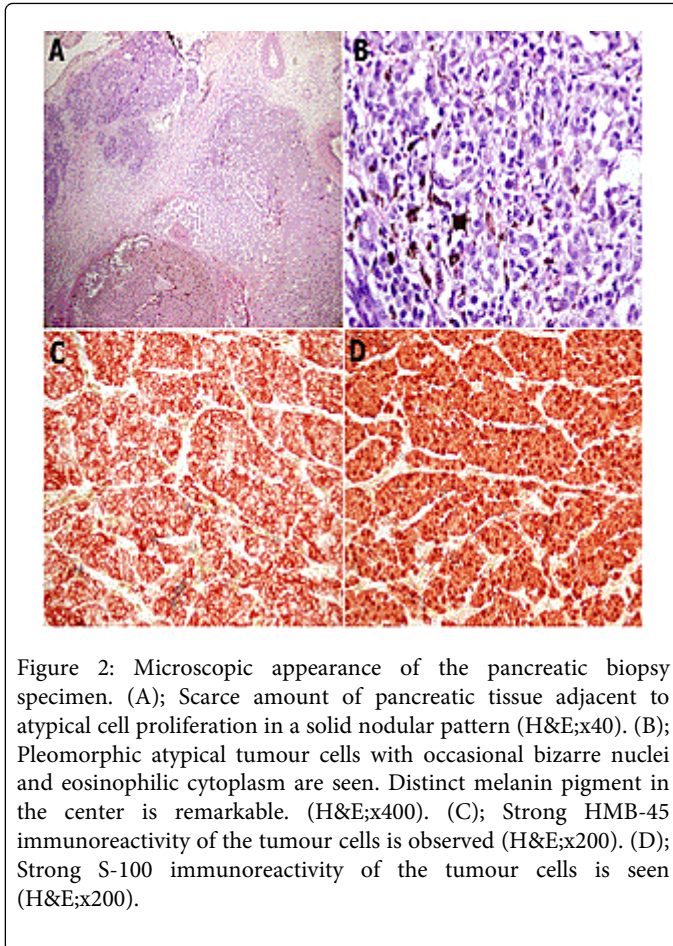 A B
C D
Figure 2: Microscopic appearance of the pancreatic biopsy
specimen. (A); Scarce amount of pancreatic tissue adjacent to
atypical cell proliferation in a solid nodular pattern (H&E;x40). (B);
Pleomorphic atypical tumour cells with occasional bizarre nuclei
and eosinophilic cytoplasm are seen. Distinct melanin pigment in
the center is remarkable. (H&E;x400). (C); Strong HMB-45
immunoreactivity of the tumour cells is observed (H&E;x200). (D);
Strong S-100 immunoreactivity of the tumour cells is seen
(H&E;x200).